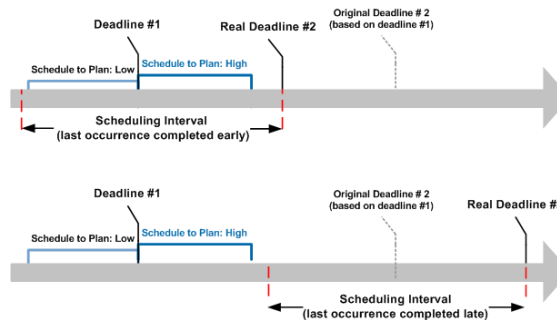 Deadline #1
Real Deadline #2
Original Deadline # 2
(based on deadline #1)
Schedule to Plan: Low
Schedule to Plan: High
Scheduling Interval
(last occurrence completed early)
Deadline #1
Original Deadline # 2
(based on deadline #1)
Real Deadline #
Schedule to Plan: Low
Schedule to Plan: High
Scheduling Interval
(last occurrence completed late)